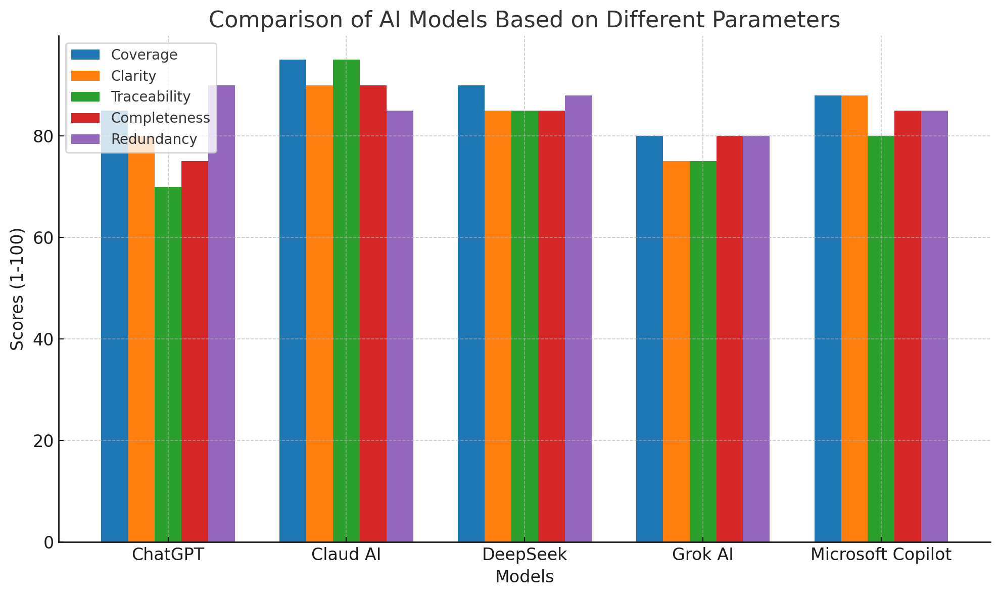 Comparison of AI Models Based on Different Parameters
Coverage
Clarity
Traceability
Completeness
Redundancy
Scores (1-100)
80
60
40
20
0
ChatGPT
Claud AI
DeepSeek
Grok AI
Microsoft Copilot
Models